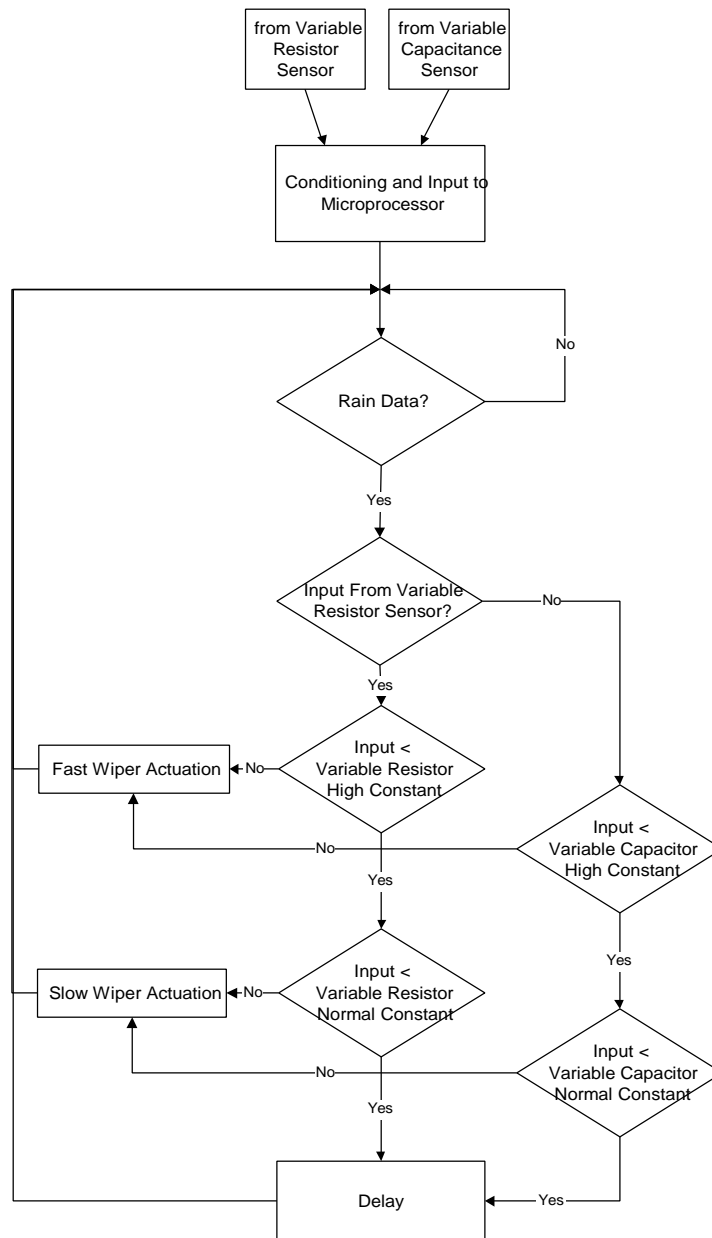 from Variable
Resistor
Sensor
from Variable
Capacitance
Sensor
Conditioning and Input to
Microprocessor
No
Rain Data?
Yes
Input From Variable
Resistor Sensor?
No
Yes
Fast Wiper Actuation
No
Input <
Variable Resistor
High Constant
Input <
Variable Capacitor
High Constant
No
Yes
Yes
Slow Wiper Actuation
No
Input <
Variable Resistor
Normal Constant
Input <
Variable Capacitor
Normal Constant
No
Yes
Delay
Yes